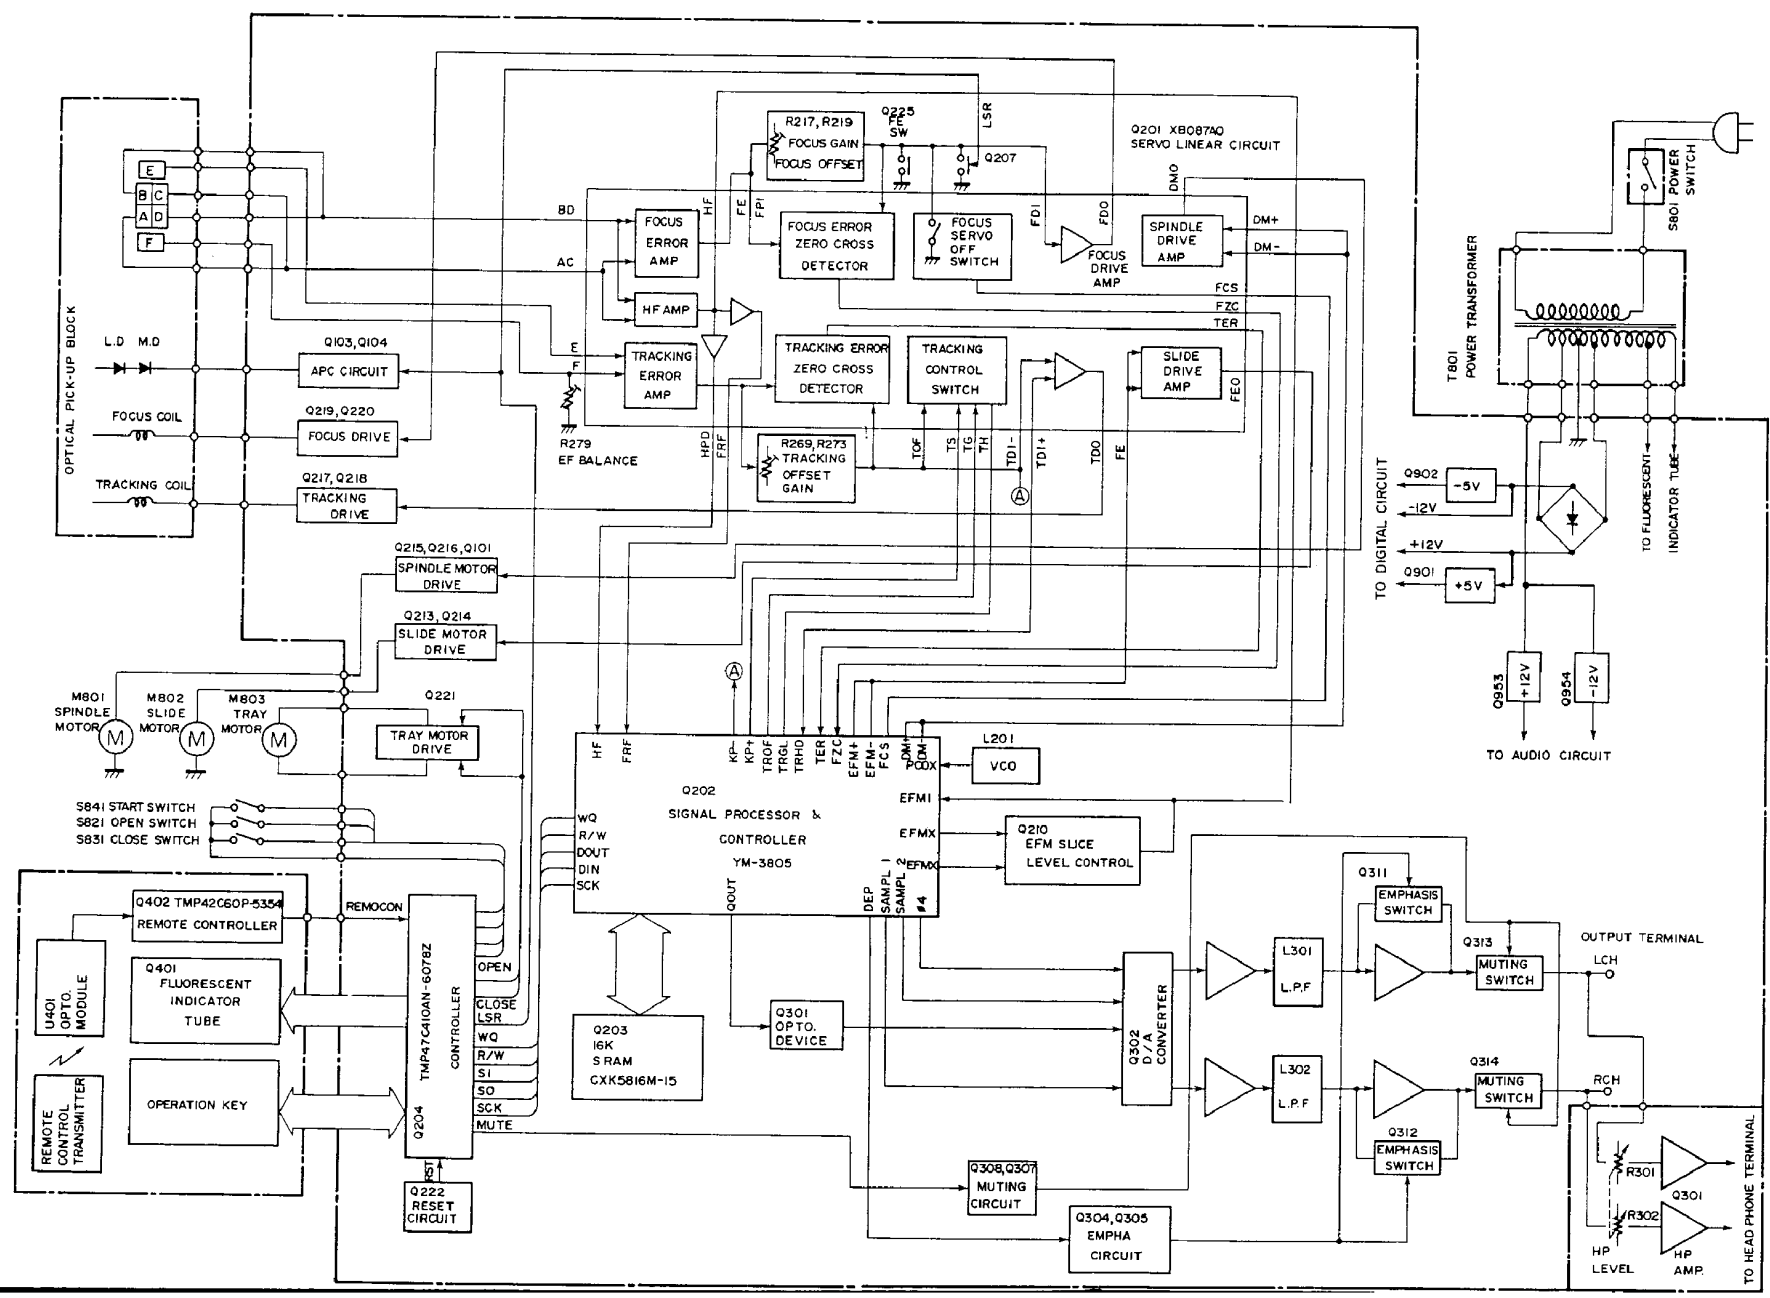 R217, R219
FOCUS GAIN
FOCUS OFFSET
Q225
FE
SW
LSR
Q207
Q201 XB087A0
SERVO LINEAR CIRCUIT
DMO
S801 POWER
SWITCH
E
B C
A D
F
BD
AC
HF
FE
FPI
FOCUS
ERROR
AMP
FOCUS ERROR
ZERO CROSS
DETECTOR
FOCUS
SERVO
OFF
SWITCH
FDI
FDO
FOCUS
DRIVE
AMP
SPINDLE
DRIVE
AMP
DM+
DM-
FCS
FZC
TER
HF AMP
T801
POWER TRANSFORMER
OPTICAL PICK-UP BLOCK
L.D M.D
Q103, Q104
APC CIRCUIT
FOCUS COIL
Q219, Q220
FOCUS DRIVE
TRACKING COIL
Q217, Q218
TRACKING
DRIVE
E
F
TRACKING
ERROR
AMP
R279
EF BALANCE
TRACKING ERROR
ZERO CROSS
DETECTOR
TRACKING
CONTROL
SWITCH
SLIDE
DRIVE
AMP
FEO
HPD
FRF
R269, R273
TRACKING
OFFSET
GAIN
TOF
TS
TG
TH
TDI-
TDI+
TDO
FE
A
TO DIGITAL CIRCUIT
Q902
-5V
-12V
+12V
Q901
+5V
TO FLUORESCENT
INDICATOR TUBE
Q953
+12V
Q954
-12V
TO AUDIO CIRCUIT
Q215, Q216, Q101
SPINDLE MOTOR
DRIVE
Q213, Q214
SLIDE MOTOR
DRIVE
M801
SPINDLE
MOTOR
M
M802
SLIDE
MOTOR
M
M803
TRAY
MOTOR
M
Q221
TRAY MOTOR
DRIVE
A
S841 START SWITCH
S821 OPEN SWITCH
S831 CLOSE SWITCH
HF
FRF
KP-
KP+
TROF
TRGL
TRHD
TER
FZC
EFM+
EFM-
FCS
DM+
DM-
PCOX
L201
VCO
Q202
SIGNAL PROCESSOR &
CONTROLLER
YM-3805
WQ
R/W
DOUT
DIN
SCK
EFMI
EFMX
EFMX
QOUT
DEP
SAMPL 1
SAMPL 2
#4
Q210
EFM SLICE
LEVEL CONTROL
Q402 TMP42C60P-5354
REMOTE CONTROLLER
REMOCON
U401
OPTO.
MODULE
Q401
FLUORESCENT
INDICATOR
TUBE
REMOTE
CONTROL
TRANSMITTER
OPERATION KEY
Q204
TMP47C410AN-6078Z
CONTROLLER
OPEN
CLOSE
LSR
WQ
R/W
SI
SO
SCK
MUTE
RST
Q222
RESET
CIRCUIT
Q203
16K
SRAM
CXK5816M-15
Q301
OPTO.
DEVICE
Q302
D/A
CONVERTER
L301
L.P.F
L302
L.P.F
Q311
EMPHASIS
SWITCH
Q313
MUTING
SWITCH
OUTPUT TERMINAL
LCH
Q314
MUTING
SWITCH
RCH
Q312
EMPHASIS
SWITCH
Q308, Q307
MUTING
CIRCUIT
Q304, Q305
EMPHA
CIRCUIT
R301
R302
HP
LEVEL
Q301
HP
AMP.
TO HEAD PHONE TERMINAL